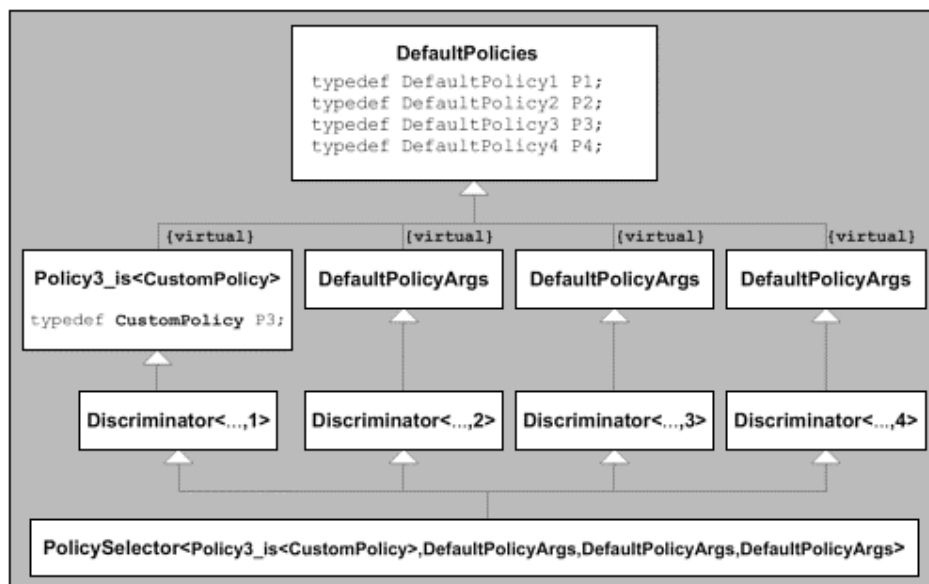 DefaultPolicies
typedef DefaultPolicy1 P1;
typedef DefaultPolicy2 P2;
typedef DefaultPolicy3 P3;
typedef DefaultPolicy4 P4;
{virtual} {virtual} {virtual} {virtual}
Policy3_is<CustomPolicy>
typedef CustomPolicy P3;
DefaultPolicyArgs
DefaultPolicyArgs
DefaultPolicyArgs
Discriminator<...,1>
Discriminator<...,2>
Discriminator<...,3>
Discriminator<...,4>
PolicySelector<Policy3_is<CustomPolicy>,DefaultPolicyArgs,DefaultPolicyArgs,DefaultPolicyArgs>